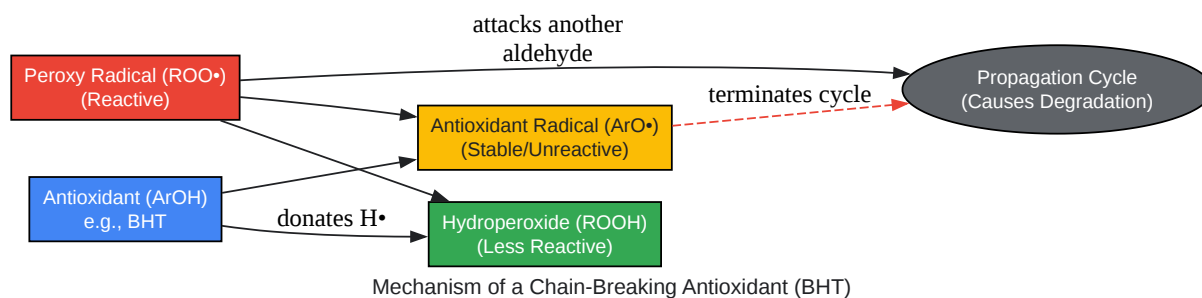 attacks another
aldehyde
Peroxy Radical (ROO•)
(Reactive)
Propagation Cycle
(Causes Degradation)
terminates cycle
Antioxidant Radical (ArO•)
(Stable/Unreactive)
Antioxidant (ArOH)
e.g., BHT
donates H•
Hydroperoxide (ROOH)
(Less Reactive)
Mechanism of a Chain-Breaking Antioxidant (BHT)